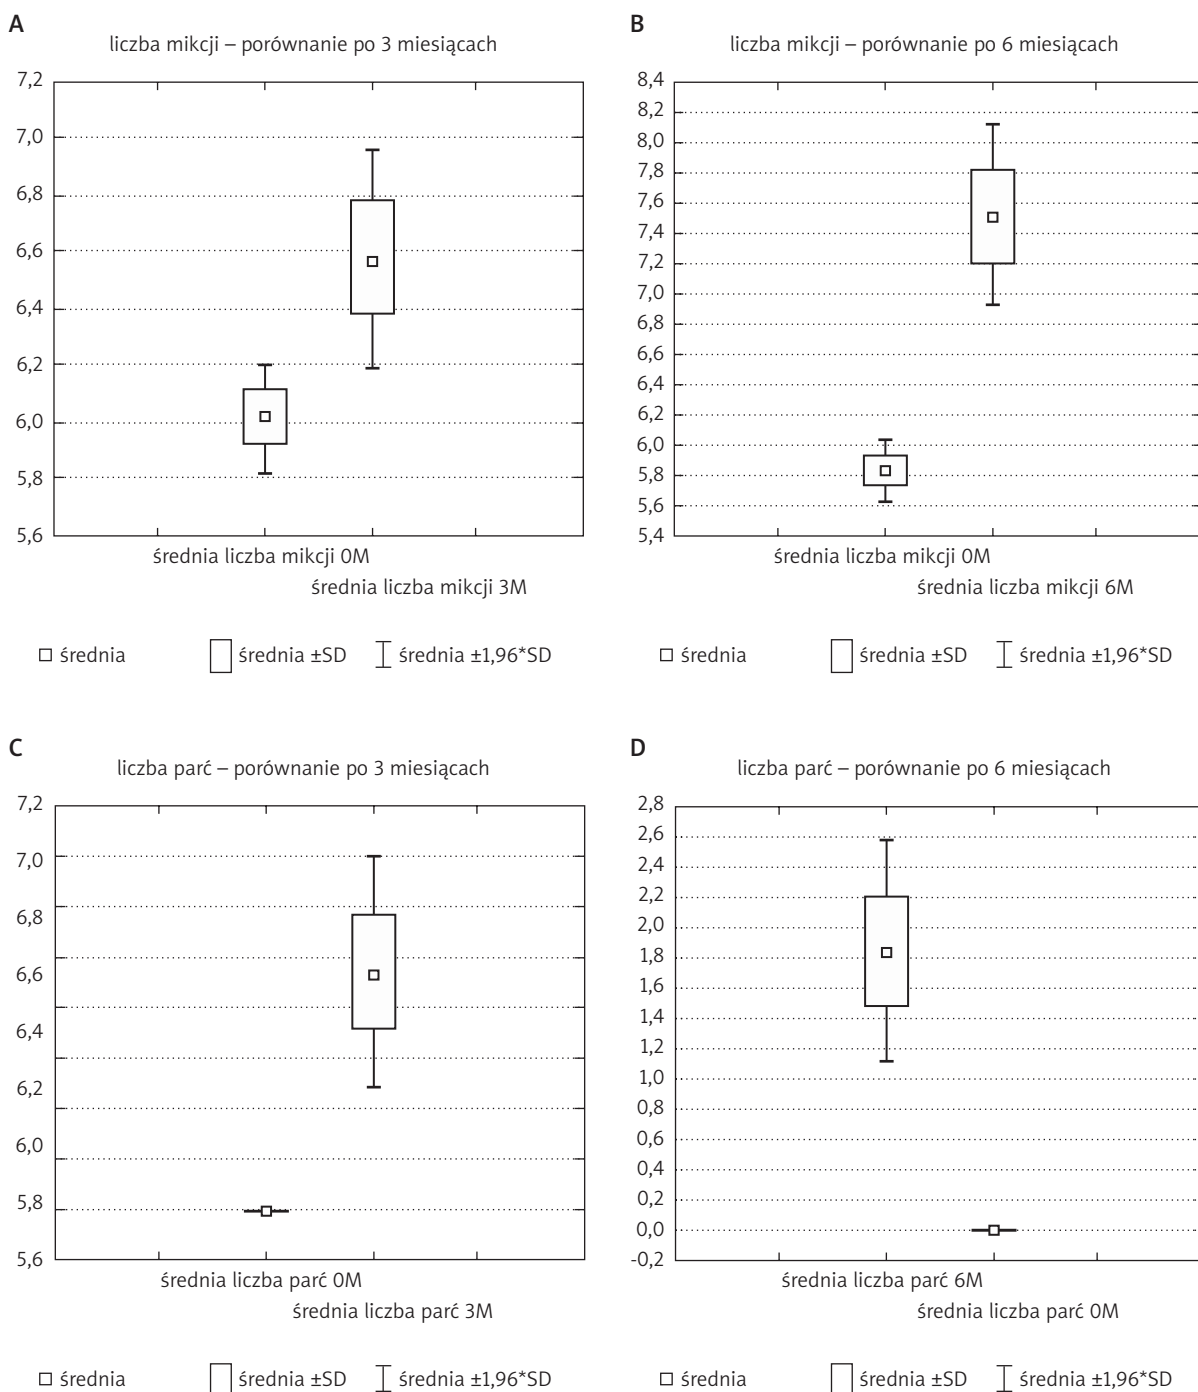 A
liczba mikcji – porównanie po 3 miesiącach
7,2
7,0
6,8
6,6
6,4
6,2
6,0
5,8
5,6
średnia liczba mikcji 0M
średnia liczba mikcji 3M
średnia
średnia ±SD
średnia ±1,96*SD
B
liczba mikcji – porównanie po 6 miesiącach
8,4
8,2
8,0
7,8
7,6
7,4
7,2
7,0
6,8
6,6
6,4
6,2
6,0
5,8
5,6
5,4
średnia liczba mikcji 0M
średnia liczba mikcji 6M
średnia
średnia ±SD
średnia ±1,96*SD
C
liczba parć – porównanie po 3 miesiącach
7,2
7,0
6,8
6,6
6,4
6,2
6,0
5,8
5,6
średnia liczba parć 0M
średnia liczba parć 3M
średnia
średnia ±SD
średnia ±1,96*SD
D
liczba parć – porównanie po 6 miesiącach
2,8
2,6
2,4
2,2
2,0
1,8
1,6
1,4
1,2
1,0
0,8
0,6
0,4
0,2
0,0
-0,2
średnia liczba parć 6M
średnia liczba parć 0M
średnia
średnia ±SD
średnia ±1,96*SD